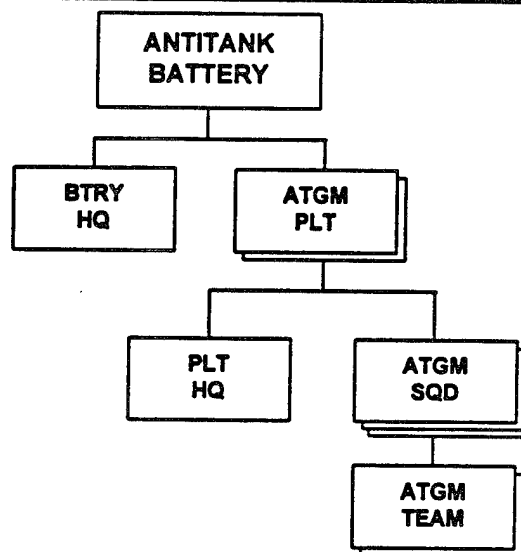 ANTITANK
BATTERY
BTRY
HQ
ATGM
PLT
PLT
HQ
ATGM
SQD
ATGM
TEAM